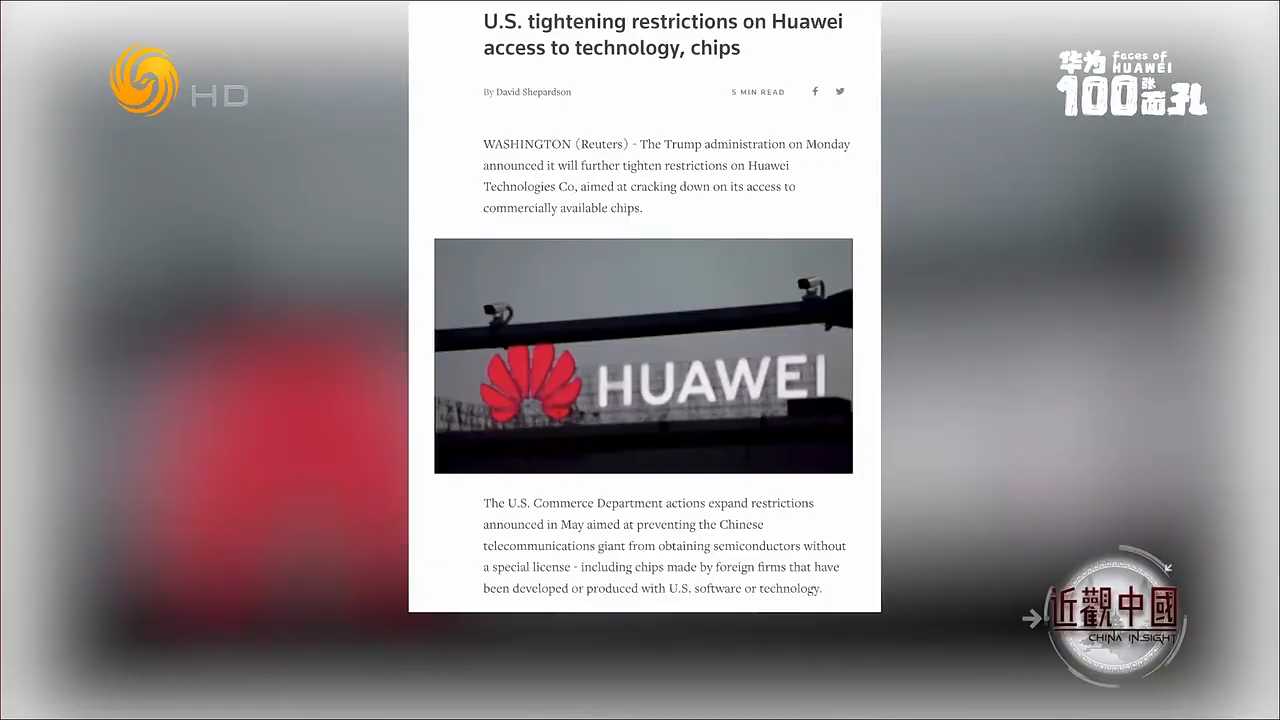 U.S. tightening restrictions on Huawei
access to technology, chips
By David Shepardson
5 MIN READ
WASHINGTON (Reuters) - The Trump administration on Monday
announced it will further tighten restrictions on Huawei
Technologies Co, aimed at cracking down on its access to
commercially available chips.
HUAWEI
The U.S. Commerce Department actions expand restrictions
announced in May aimed at preventing the Chinese
telecommunications giant from obtaining semiconductors without
a special license - including chips made by foreign firms that have
been developed or produced with U.S. software or technology.
HD
华为 faces of
HUAWEI
100张面孔
近觀中國
CHINA INSIGHT